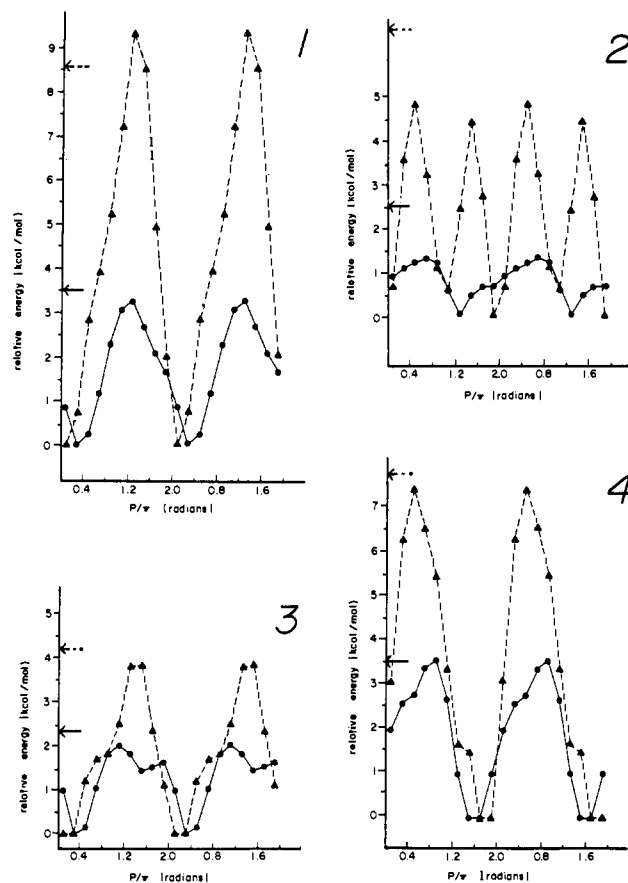 1
9
8
7
6
5
4
3
2
1
0
relative energy (kcal/mol)
0.4 1.2 2.0 0.8 1.6
P/π (radians)
2
5
4
3
2
1
0
relative energy (kcal/mol)
0.4 1.2 2.0 0.8 1.6
P/π (radians)
3
5
4
3
2
1
0
relative energy (kcal/mol)
0.4 1.2 2.0 0.8 1.6
P/π (radians)
4
7
6
5
4
3
2
1
0
relative energy (kcal/mol)
0.4 1.2 2.0 0.8 1.6
P/π (radians)